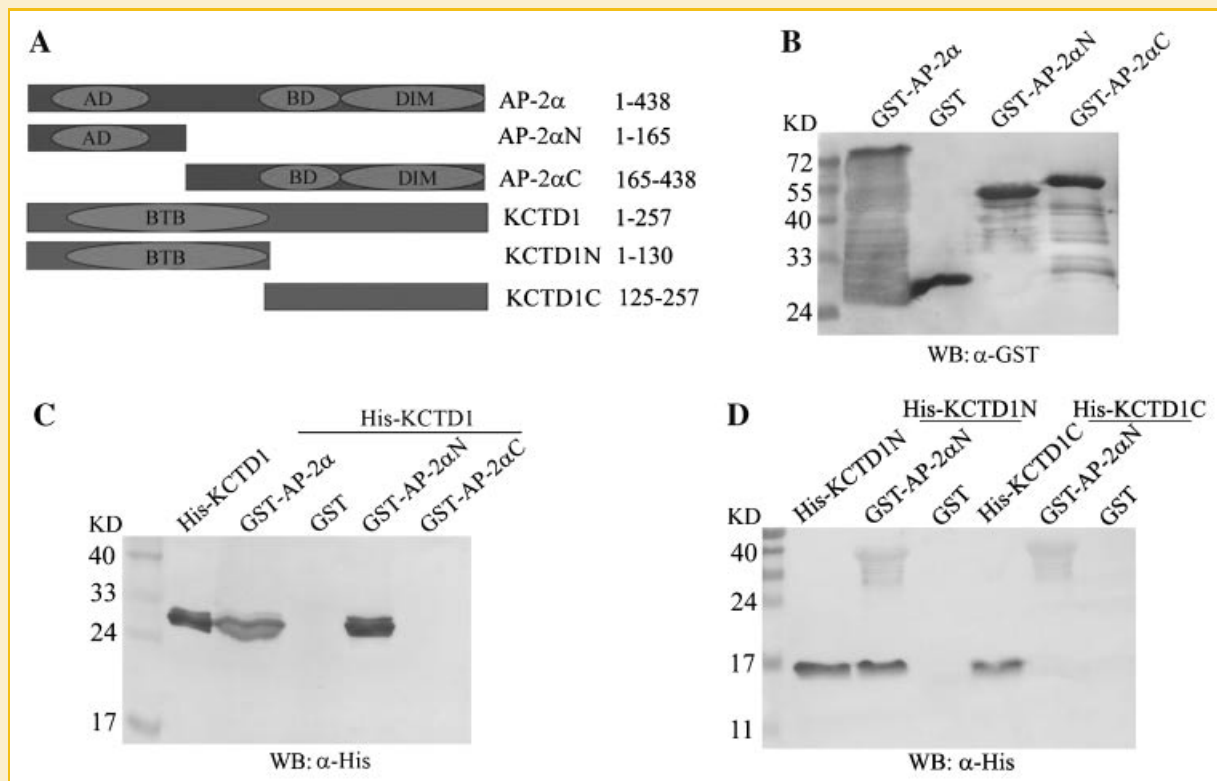 A
AD BD DIM AP-2α 1-438
AD AP-2αN 1-165
BD DIM AP-2αC 165-438
BTB KCTD1 1-257
BTB KCTD1N 1-130
KCTD1C 125-257
B
GST-AP-2α GST GST-AP-2αN GST-AP-2αC
KD
72
55
40
33
24
WB: α-GST
C
His-KCTD1
His-KCTD1 GST-AP-2α GST GST-AP-2αN GST-AP-2αC
KD
40
33
24
17
WB: α-His
D
His-KCTD1N His-KCTD1C
His-KCTD1N GST-AP-2αN GST His-KCTD1C GST-AP-2αN GST
KD
40
24
17
11
WB: α-His